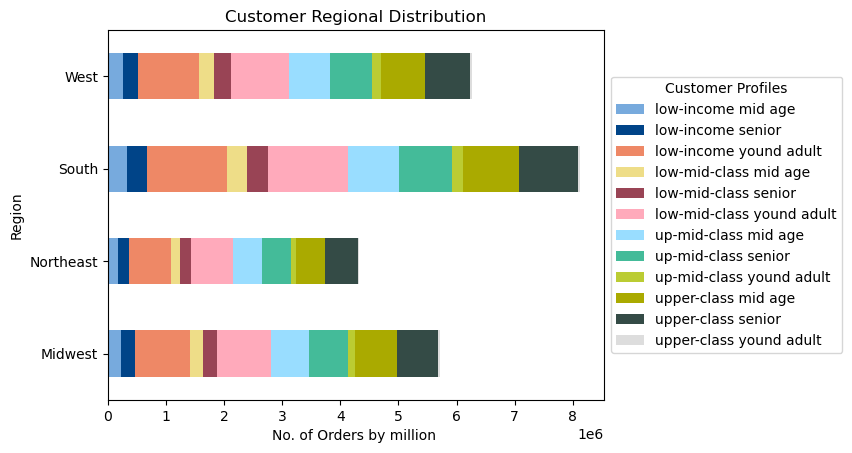 Customer Regional Distribution
West
South
Northeast
Midwest
Region
0 1 2 3 4 5 6 7 8
1e6
No. of Orders by million
Customer Profiles
low-income mid age
low-income senior
low-income yound adult
low-mid-class mid age
low-mid-class senior
low-mid-class yound adult
up-mid-class mid age
up-mid-class senior
up-mid-class yound adult
upper-class mid age
upper-class senior
upper-class yound adult